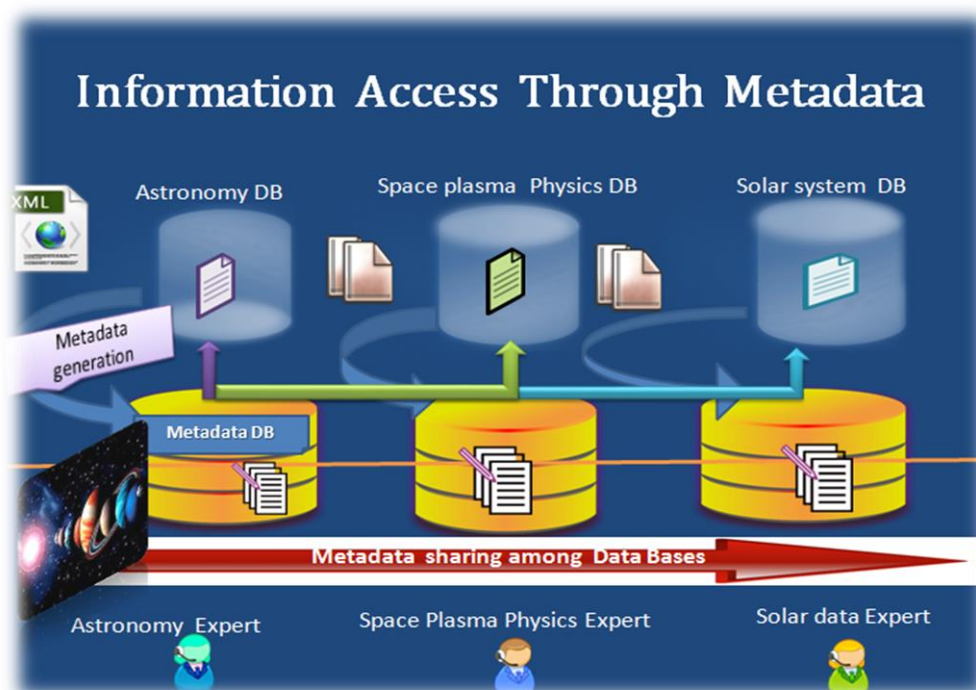 Information Access Through Metadata
Astronomy DB
Space plasma Physics DB
Solar system DB
XML
Metadata
generation
Metadata DB
Metadata sharing among Data Bases
Astronomy Expert
Space Plasma Physics Expert
Solar data Expert